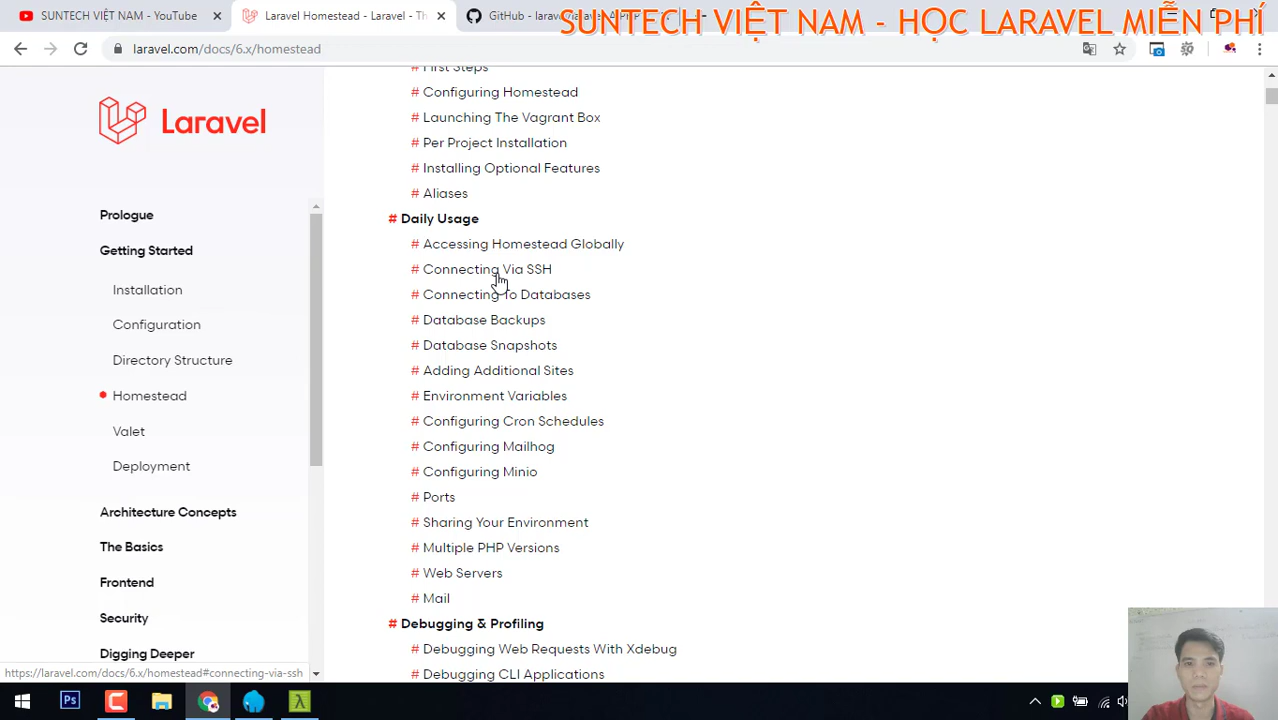 SUNTECH VIỆT NAM - YouTube
Laravel Homestead - Laravel - Th
GitHub - larav
SUNTECH VIỆT NAM - HỌC LARAVEL MIỄN PHÍ
laravel.com/docs/6.x/homestead
Laravel
Prologue
Getting Started
Installation
Configuration
Directory Structure
Homestead
Valet
Deployment
Architecture Concepts
The Basics
Frontend
Security
Digging Deeper
# First Steps
# Configuring Homestead
# Launching The Vagrant Box
# Per Project Installation
# Installing Optional Features
# Aliases
# Daily Usage
# Accessing Homestead Globally
# Connecting Via SSH
# Connecting To Databases
# Database Backups
# Database Snapshots
# Adding Additional Sites
# Environment Variables
# Configuring Cron Schedules
# Configuring Mailhog
# Configuring Minio
# Ports
# Sharing Your Environment
# Multiple PHP Versions
# Web Servers
# Mail
# Debugging & Profiling
# Debugging Web Requests With Xdebug
# Debugging CLI Applications
https://laravel.com/docs/6.x/homestead#connecting-via-ssh
Ps